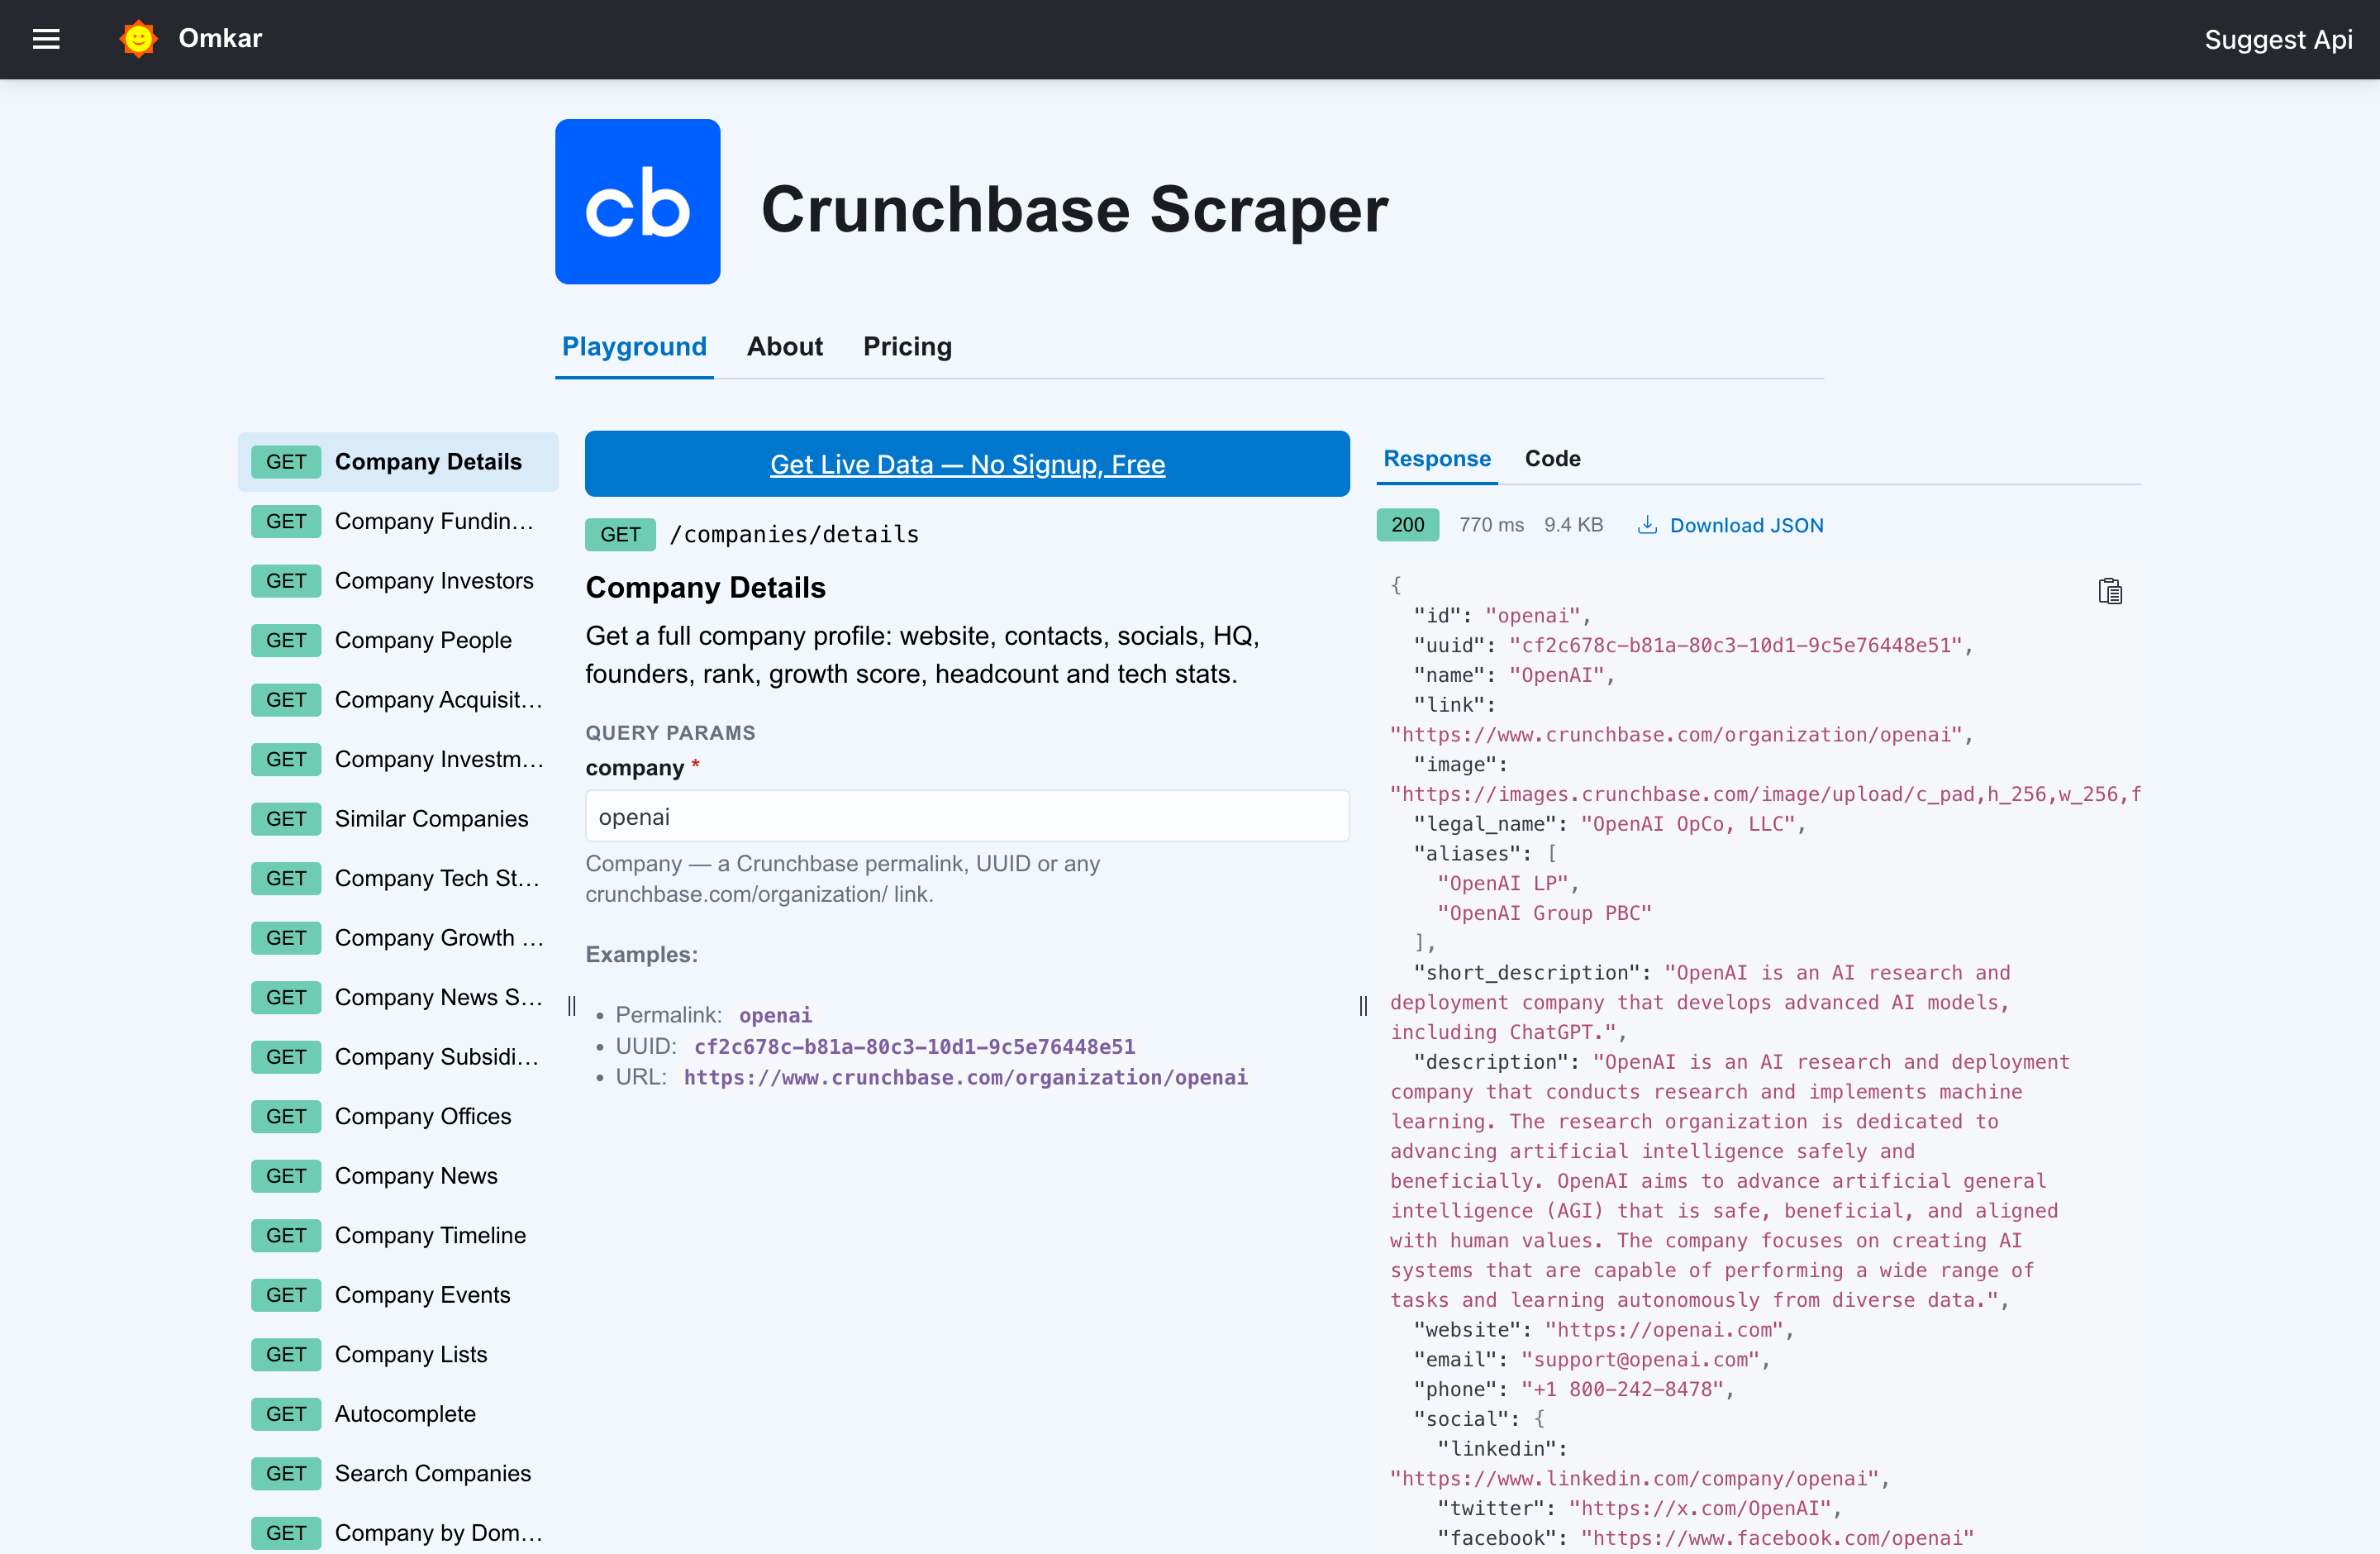 Omkar
Suggest Api
cb
Crunchbase Scraper
Playground
About
Pricing
GET Company Details
GET Company Fundin…
GET Company Investors
GET Company People
GET Company Acquisit…
GET Company Investm…
GET Similar Companies
GET Company Tech St…
GET Company Growth …
GET Company News S…
GET Company Subsidi…
GET Company Offices
GET Company News
GET Company Timeline
GET Company Events
GET Company Lists
GET Autocomplete
GET Search Companies
GET Company by Dom…
Get Live Data — No Signup, Free
GET /companies/details
Company Details
Get a full company profile: website, contacts, socials, HQ,
founders, rank, growth score, headcount and tech stats.
QUERY PARAMS
company *
openai
Company — a Crunchbase permalink, UUID or any
crunchbase.com/organization/ link.
Examples:
• Permalink: openai
• UUID: cf2c678c-b81a-80c3-10d1-9c5e76448e51
• URL: https://www.crunchbase.com/organization/openai
Response
Code
200 770 ms 9.4 KB Download JSON
{
"id": "openai",
"uuid": "cf2c678c-b81a-80c3-10d1-9c5e76448e51",
"name": "OpenAI",
"link":
"https://www.crunchbase.com/organization/openai",
"image":
"https://images.crunchbase.com/image/upload/c_pad,h_256,w_256,f
"legal_name": "OpenAI OpCo, LLC",
"aliases": [
"OpenAI LP",
"OpenAI Group PBC"
],
"short_description": "OpenAI is an AI research and
deployment company that develops advanced AI models,
including ChatGPT.",
"description": "OpenAI is an AI research and deployment
company that conducts research and implements machine
learning. The research organization is dedicated to
advancing artificial intelligence safely and
beneficially. OpenAI aims to advance artificial general
intelligence (AGI) that is safe, beneficial, and aligned
with human values. The company focuses on creating AI
systems that are capable of performing a wide range of
tasks and learning autonomously from diverse data.",
"website": "https://openai.com",
"email": "support@openai.com",
"phone": "+1 800-242-8478",
"social": {
"linkedin":
"https://www.linkedin.com/company/openai",
"twitter": "https://x.com/OpenAI",
"facebook": "https://www.facebook.com/openai"